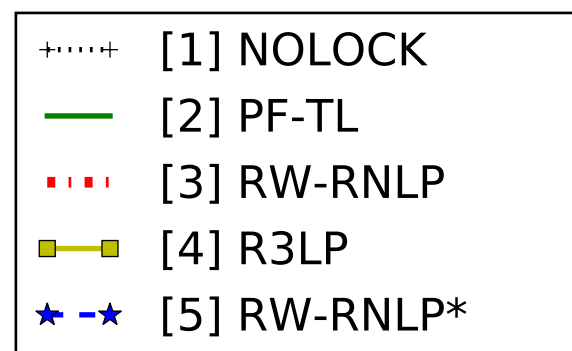 [1] NOLOCK
[2] PF-TL
[3] RW-RNLP
[4] R3LP
[5] RW-RNLP*